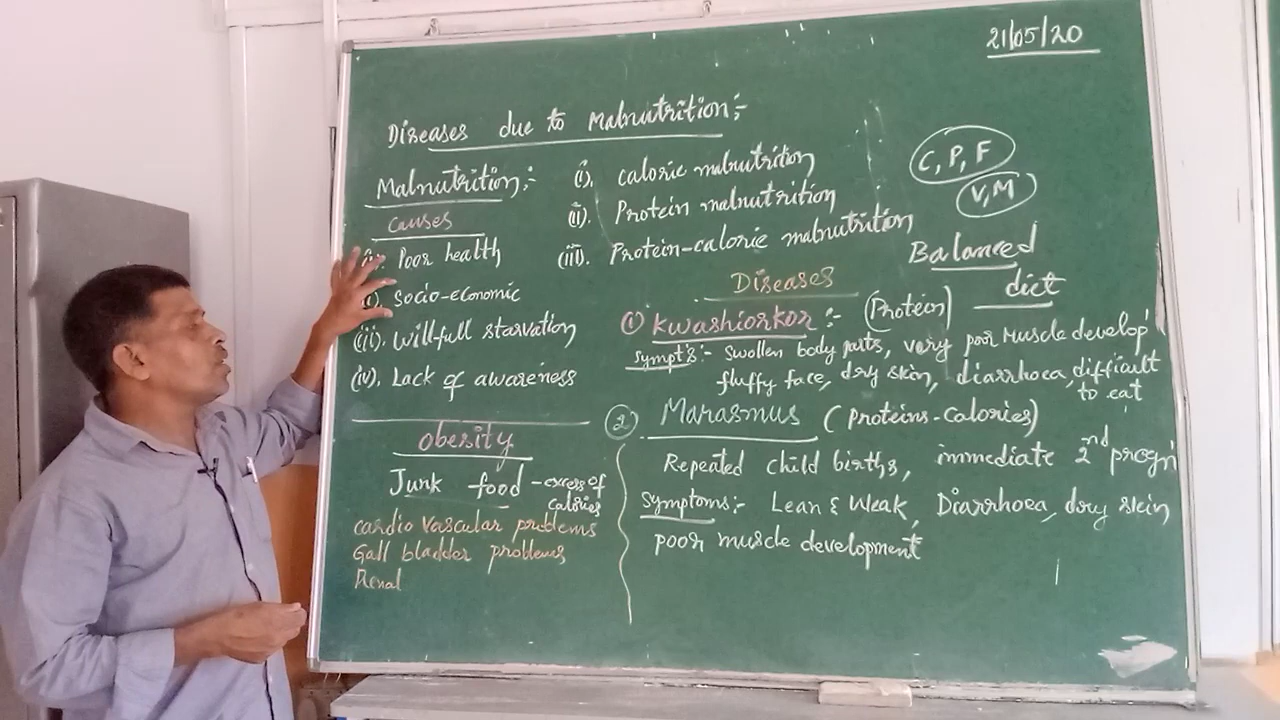 21/05/20
Diseases due to Malnutrition:-
Malnutrition:-
(i). caloric malnutrition
(ii). Protein malnutrition
(iii). Protein-caloric malnutrition
C, P, F
V, M
Balanced
diet
causes
(i). Poor health
(ii). Socio-economic
(iii). Willfull starvation
(iv). Lack of awareness
obesity
Junk food - excess of
calories
cardio vascular problems
Gall bladder problems,
Renal
Diseases
(1) Kwashiorkor :- (Protein)
Sympt's:- Swollen body parts, very poor Muscle develop
fluffy face, dry skin, diarrhoea, difficult
to eat
(2) Marasmus (Proteins-Calories)
Repeated child births, immediate 2nd pregn
Symptoms:- Lean & Weak, Diarrhoea, dry skin
poor muscle development